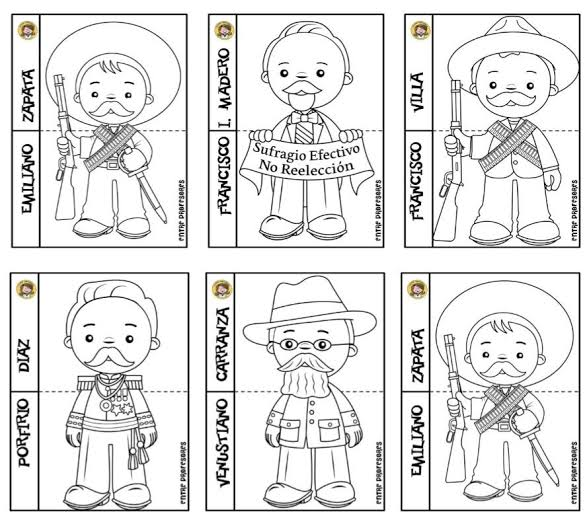 EMILIANO ZAPATA
ENTRE PROFESORES
FRANCISCO I. MADERO
Sufragio Efectivo
No Reelección
ENTRE PROFESORES
FRANCISCO VILLA
ENTRE PROFESORES
PORFIRIO DIAZ
ENTRE PROFESORES
VENUSTIANO CARRANZA
ENTRE PROFESORES
EMILIANO ZAPATA
ENTRE PROFESORES